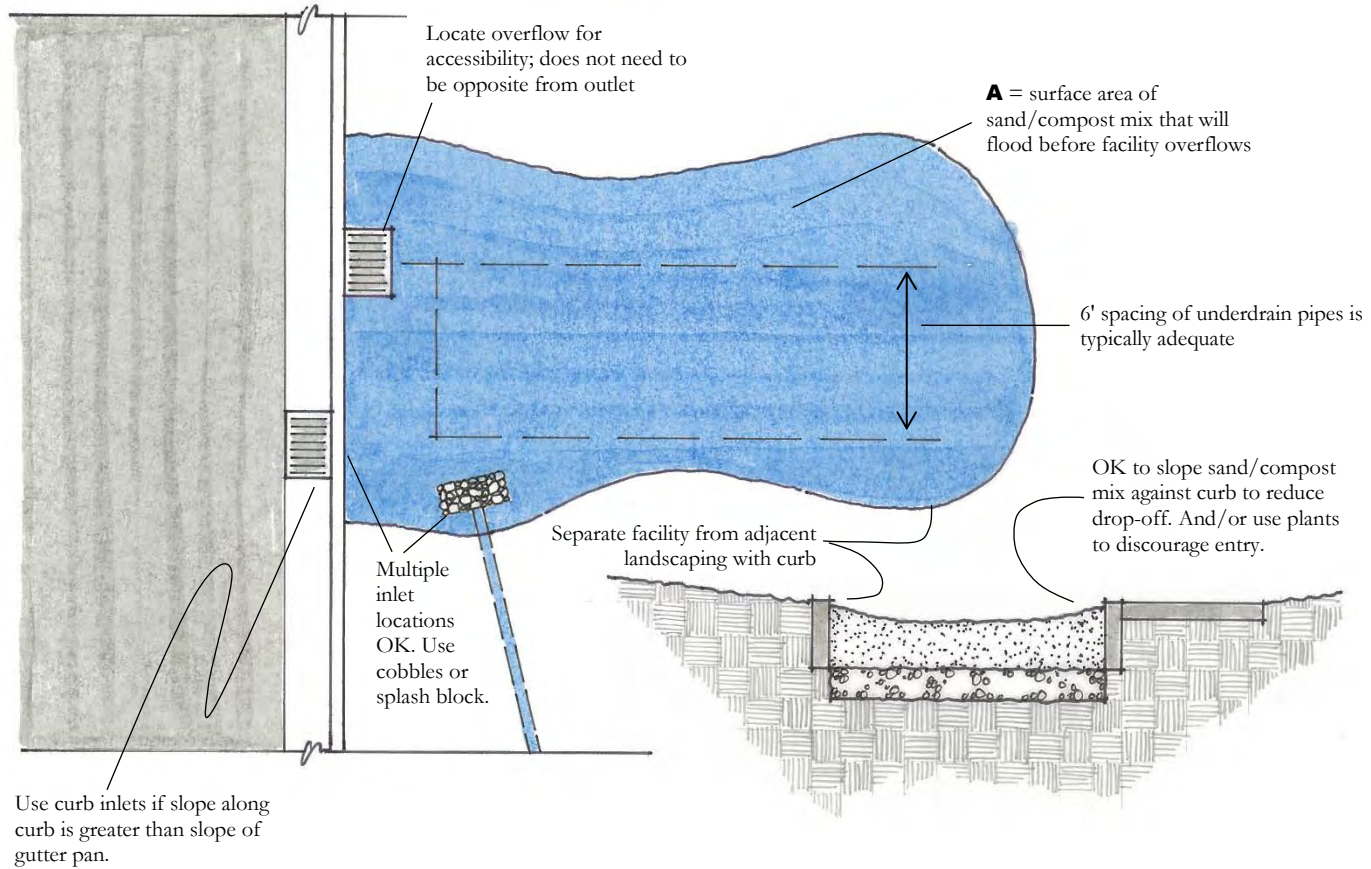 Locate overflow for
accessibility; does not need to
be opposite from outlet
A = surface area of
sand/compost mix that will
flood before facility overflows
6' spacing of underdrain pipes is
typically adequate
OK to slope sand/compost
mix against curb to reduce
drop-off. And/or use plants
to discourage entry.
Separate facility from adjacent
landscaping with curb
Multiple
inlet
locations
OK. Use
cobbles or
splash block.
Use curb inlets if slope along
curb is greater than slope of
gutter pan.